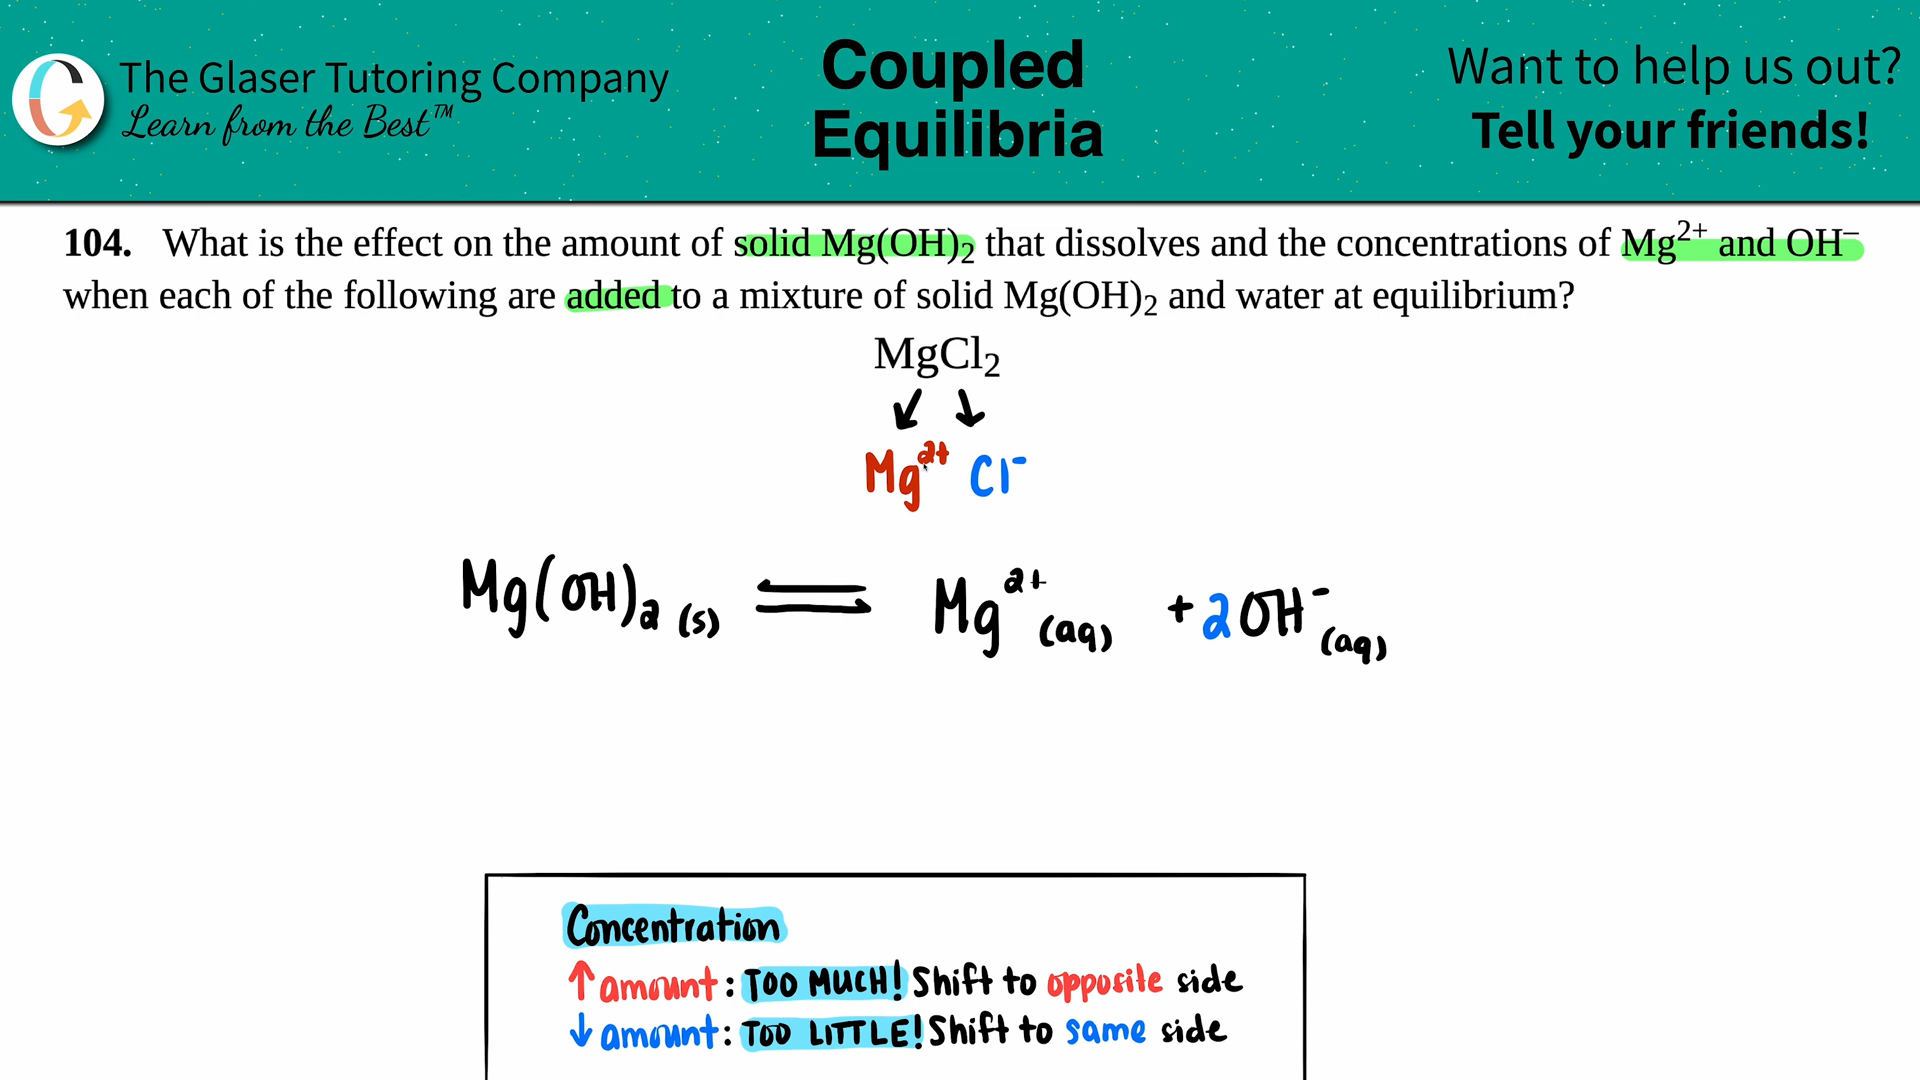 The Glaser Tutoring Company
Learn from the Best™
Coupled
Equilibria
Want to help us out?
Tell your friends!
104. What is the effect on the amount of solid Mg(OH)₂ that dissolves and the concentrations of Mg²⁺ and OH⁻
when each of the following are added to a mixture of solid Mg(OH)₂ and water at equilibrium?
MgCl₂
↙ ↘
Mg²⁺ Cl⁻
Mg(OH)₂ (s) ⇌ Mg²⁺ (aq) + 2OH⁻ (aq)
Concentration
↑ amount: TOO MUCH! Shift to opposite side
↓ amount: TOO LITTLE! Shift to same side